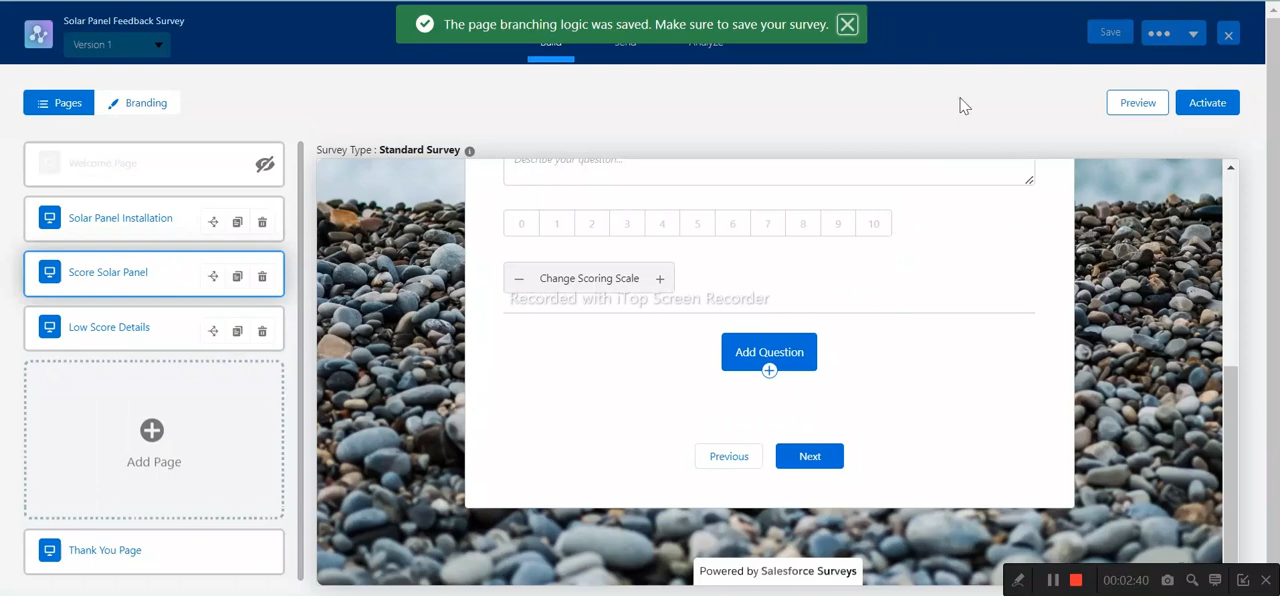 Solar Panel Feedback Survey
Version 1
The page branching logic was saved. Make sure to save your survey.
Build
Send
Analyze
Save
Pages
Branding
Preview
Activate
Survey Type : Standard Survey
Welcome Page
Solar Panel Installation
Score Solar Panel
Low Score Details
Add Page
Thank You Page
Describe your question...
0 1 2 3 4 5 6 7 8 9 10
Change Scoring Scale
Recorded with iTop Screen Recorder
Add Question
Previous
Next
Powered by Salesforce Surveys
00:02:40